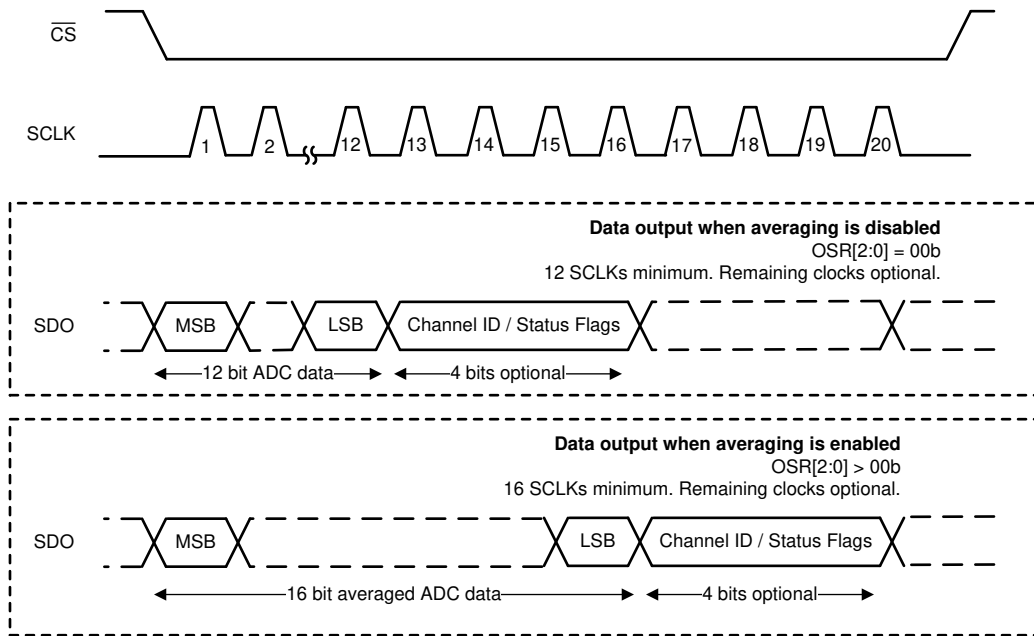 CS
SCLK
1 2 12 13 14 15 16 17 18 19 20
Data output when averaging is disabled
OSR[2:0] = 00b
12 SCLKs minimum. Remaining clocks optional.
SDO MSB LSB Channel ID / Status Flags
12 bit ADC data 4 bits optional
Data output when averaging is enabled
OSR[2:0] > 00b
16 SCLKs minimum. Remaining clocks optional.
SDO MSB LSB Channel ID / Status Flags
16 bit averaged ADC data 4 bits optional